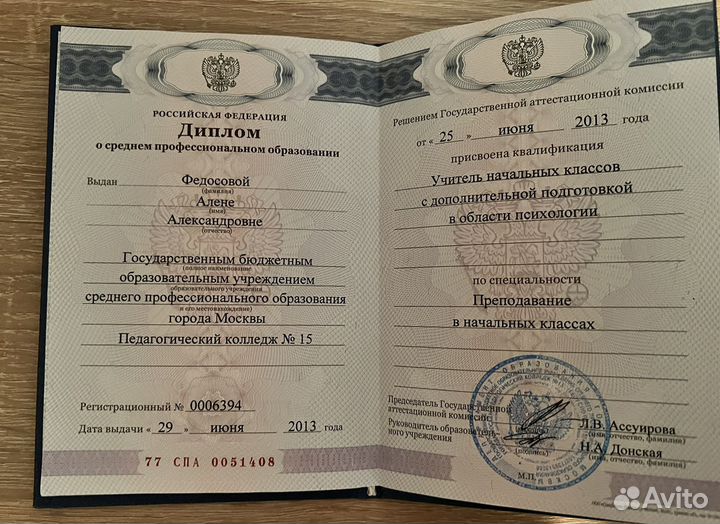 РОССИЙСКАЯ ФЕДЕРАЦИЯ
Диплом
о среднем профессиональном образовании
Выдан Федосовой
(фамилия)
Алене
(имя)
Александровне
(отчество)
Государственным бюджетным
(полное наименование
образовательным учреждением
образовательного учреждения
среднего профессионального образования
и его местонахождение)
города Москвы
Педагогический колледж № 15
Регистрационный № 0006394
Дата выдачи « 29 » июня 2013 года
77 СПА 0051408
Решением Государственной аттестационной комиссии
от « 25 » июня 2013 года
присвоена квалификация
Учитель начальных классов
с дополнительной подготовкой
в области психологии
по специальности
Преподавание
в начальных классах
Председатель Государственной
аттестационной комиссии
Л.В. Ассуирова
(имя, отчество, фамилия)
Руководитель образователь-
ного учреждения
Н.А. Донская
(подпись)
(имя, отчество, фамилия)
М.П.
Avito